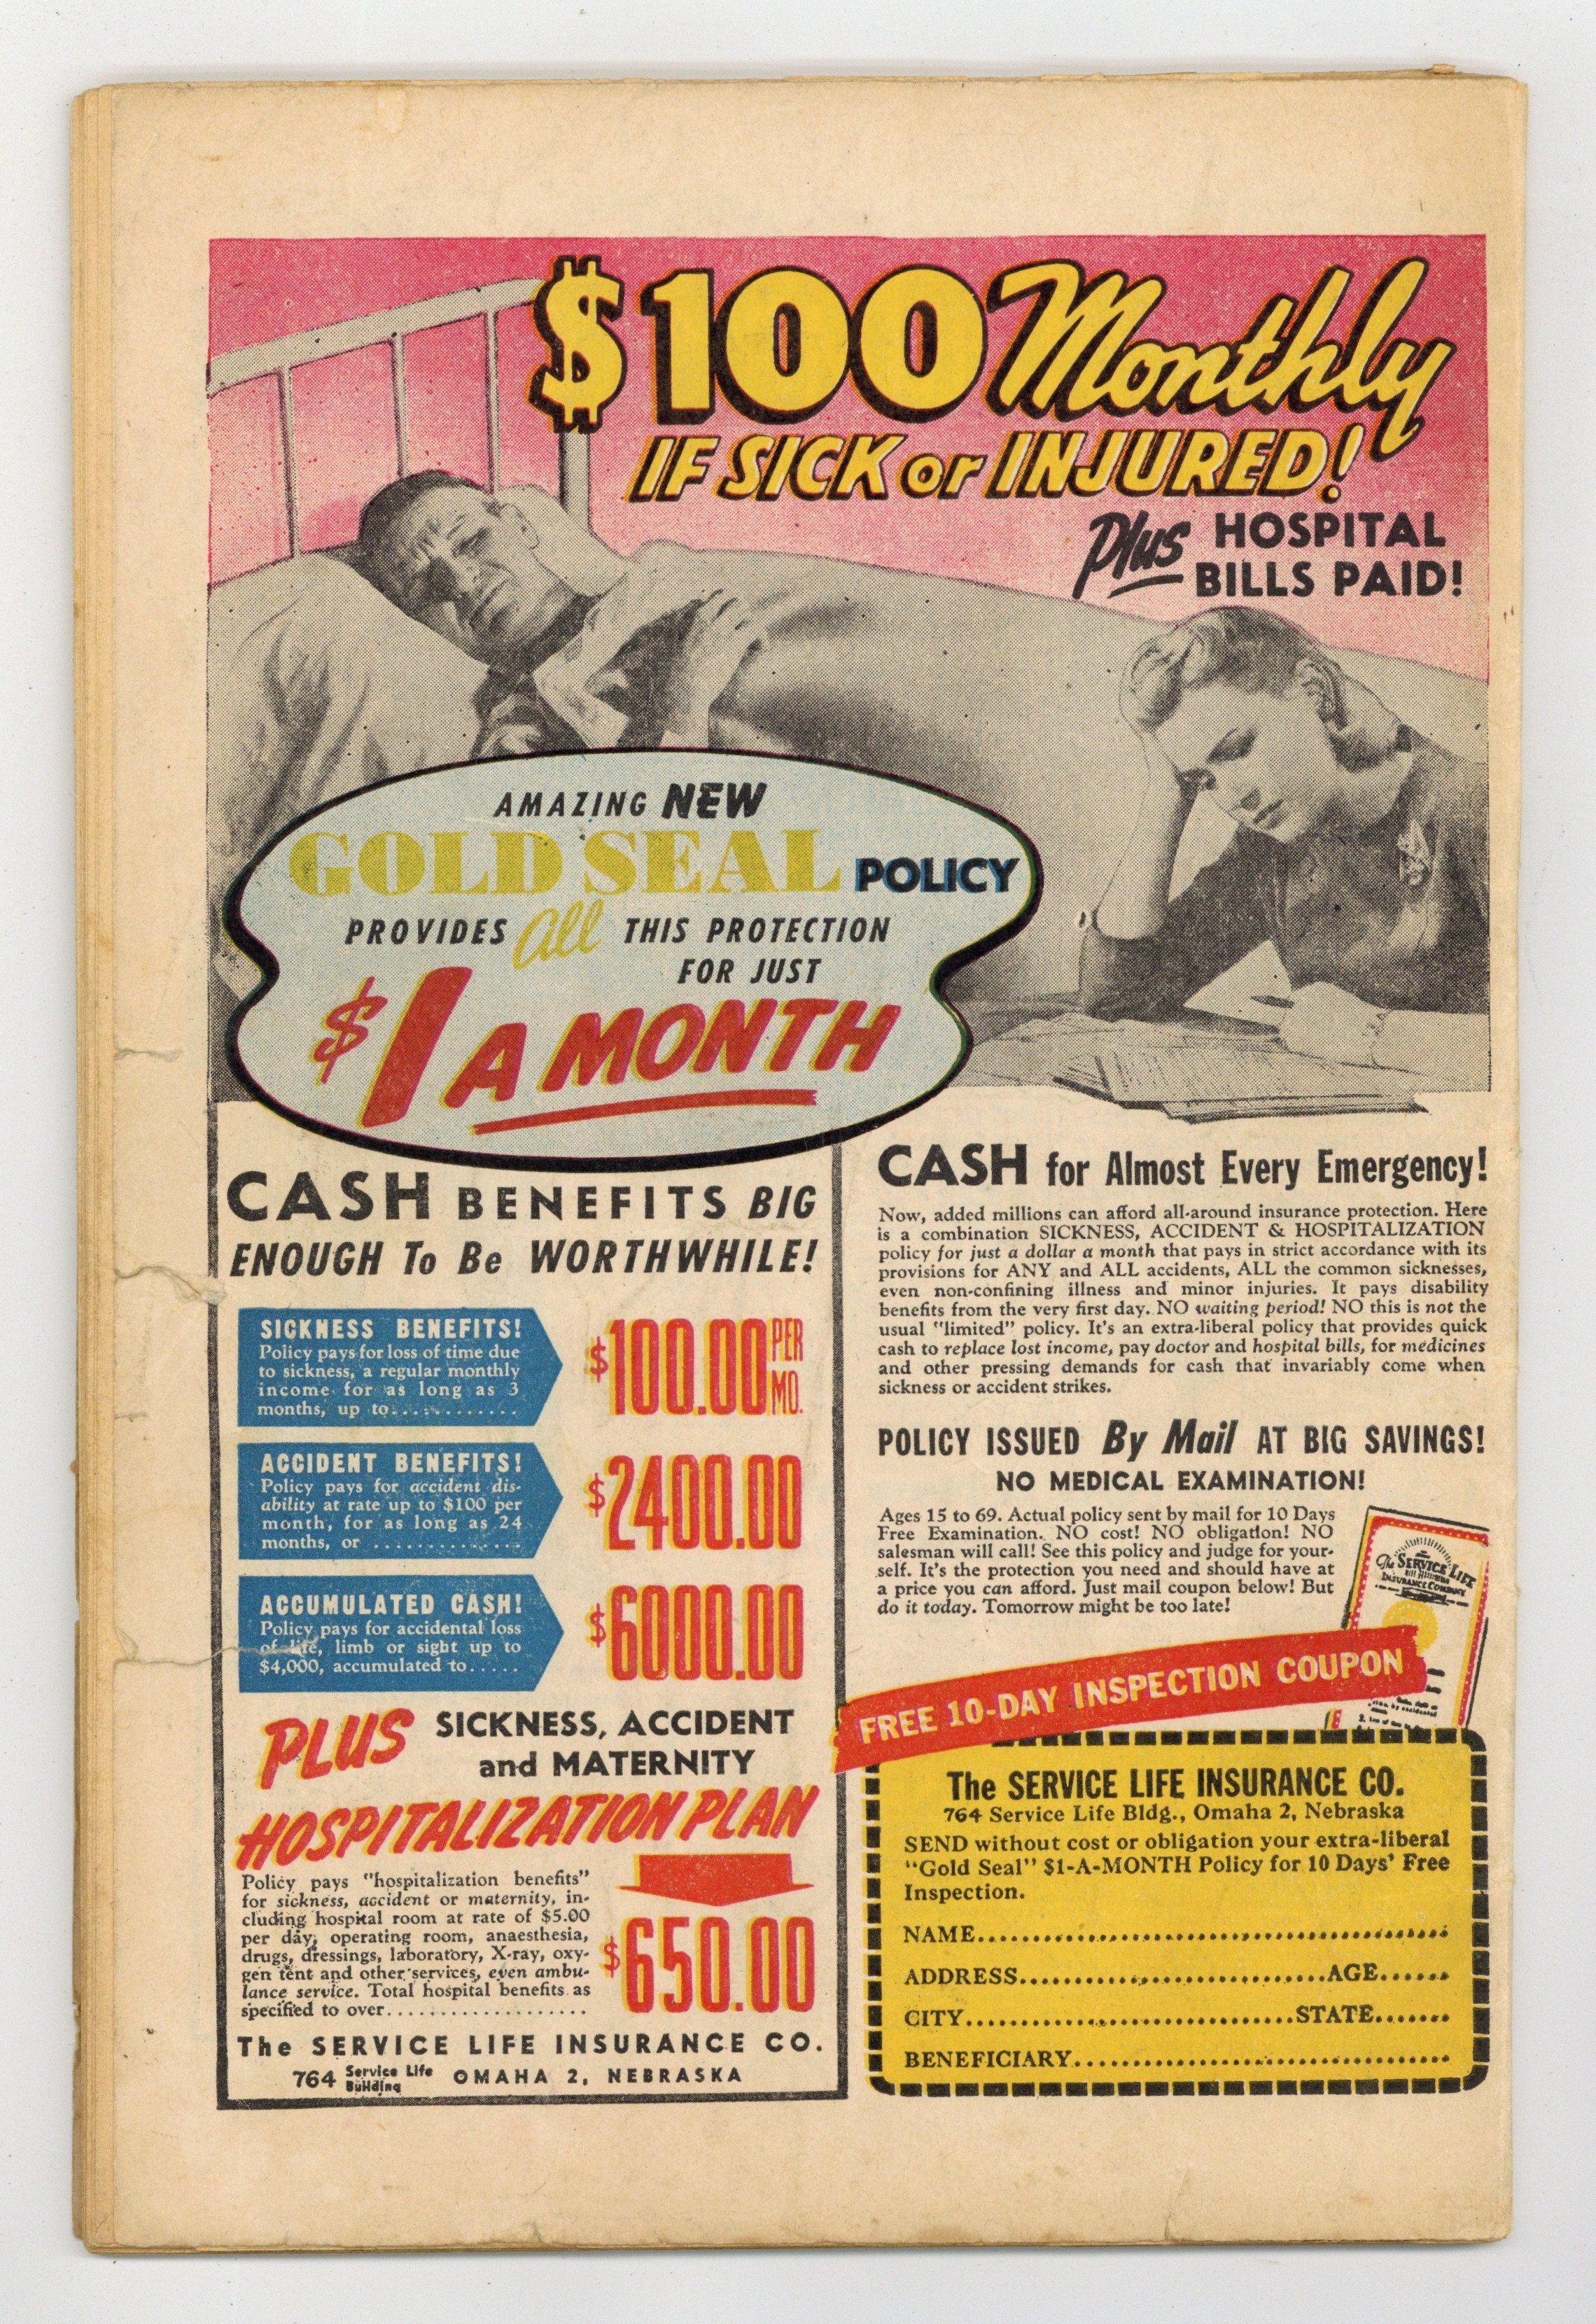 $100 Monthly
IF SICK or INJURED!
Plus HOSPITAL
BILLS PAID!
AMAZING NEW
GOLD SEAL POLICY
PROVIDES All THIS PROTECTION
FOR JUST
$1 A MONTH
CASH BENEFITS BIG
ENOUGH To Be WORTHWHILE!
SICKNESS BENEFITS!
Policy pays for loss of time due
to sickness, a regular monthly
income for as long as 3
months, up to............
$100.00 PER MO.
ACCIDENT BENEFITS!
Policy pays for accident dis-
ability at rate up to $100 per
month, for as long as 24
months, or ..............
$2400.00
ACCUMULATED CASH!
Policy pays for accidental loss
of life, limb or sight up to
$4,000, accumulated to.....
$6000.00
PLUS SICKNESS, ACCIDENT
and MATERNITY
HOSPITALIZATION PLAN
Policy pays "hospitalization benefits"
for sickness, accident or maternity, in-
cluding hospital room at rate of $5.00
per day, operating room, anaesthesia,
drugs, dressings, laboratory, X-ray, oxy-
gen tent and other services, even ambu-
lance service. Total hospital benefits as
specified to over...................
$650.00
The SERVICE LIFE INSURANCE CO.
764 Service Life Building OMAHA 2, NEBRASKA
CASH for Almost Every Emergency!
Now, added millions can afford all-around insurance protection. Here
is a combination SICKNESS, ACCIDENT & HOSPITALIZATION
policy for just a dollar a month that pays in strict accordance with its
provisions for ANY and ALL accidents, ALL the common sicknesses,
even non-confining illness and minor injuries. It pays disability
benefits from the very first day. NO waiting period! NO this is not the
usual "limited" policy. It's an extra-liberal policy that provides quick
cash to replace lost income, pay doctor and hospital bills, for medicines
and other pressing demands for cash that invariably come when
sickness or accident strikes.
POLICY ISSUED By Mail AT BIG SAVINGS!
NO MEDICAL EXAMINATION!
Ages 15 to 69. Actual policy sent by mail for 10 Days
Free Examination. NO cost! NO obligation! NO
salesman will call! See this policy and judge for your-
self. It's the protection you need and should have at
a price you can afford. Just mail coupon below! But
do it today. Tomorrow might be too late!
The SERVICE LIFE
INSURANCE COMPANY
FREE 10-DAY INSPECTION COUPON
The SERVICE LIFE INSURANCE CO.
764 Service Life Bldg., Omaha 2, Nebraska
SEND without cost or obligation your extra-liberal
"Gold Seal" $1-A-MONTH Policy for 10 Days' Free
Inspection.
NAME..............................................
ADDRESS..............................AGE......
CITY................................STATE.......
BENEFICIARY.....................................